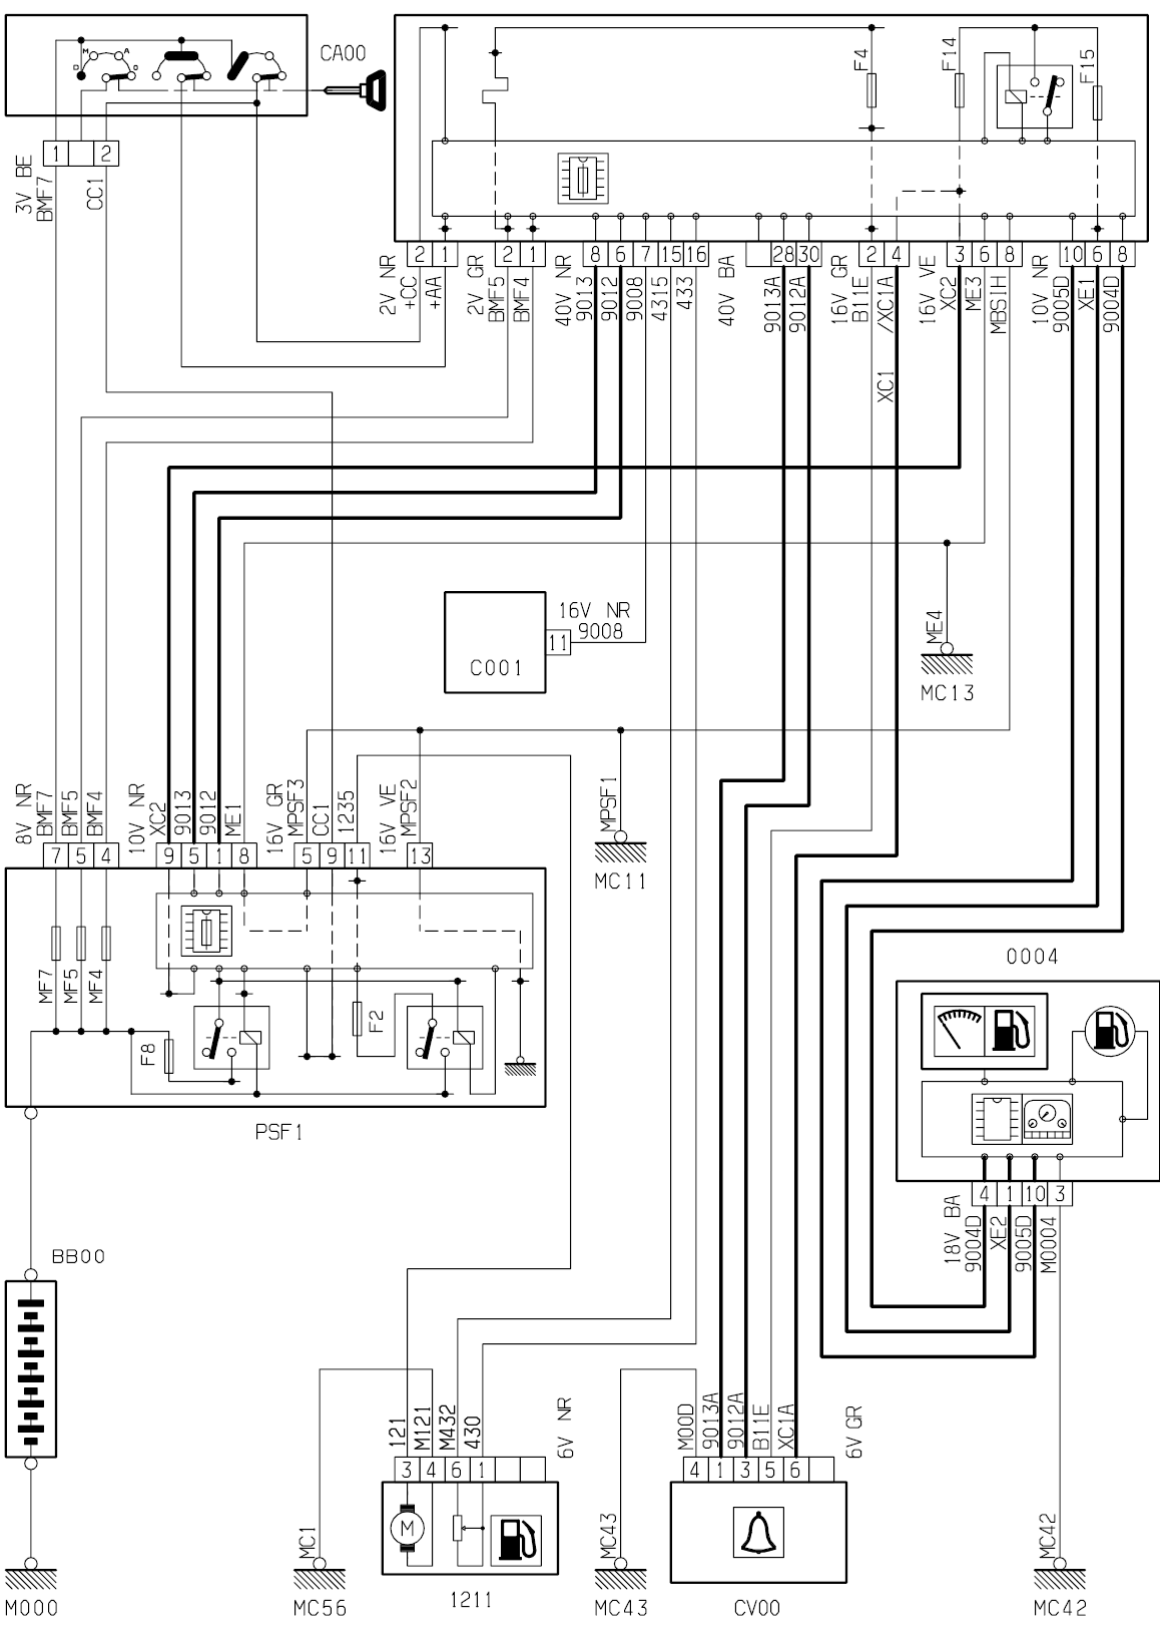 M A
D D
CA00
F4
F14
F15
1 2
3V BE
BMF7
CC1
2 1
2 1
8 6 7 15 16
28 30
2 4
3 6 8
10 6 8
2V NR
+CC
+AA
2V GR
BMF5
BMF4
40V NR
9013
9012
9008
4315
433
40V BA
9013A
9012A
16V GR
B11E
/XC1A
XC1
16V VE
XC2
ME3
MBS1H
10V NR
9005D
XE1
9004D
16V NR
9008
11
C001
ME4
MC13
MPSF1
MC11
8V NR
BMF7
BMF5
BMF4
10V NR
XC2
9013
9012
ME1
16V GR
MPSF3
CC1
1235
16V VE
MPSF2
7 5 4
9 5 1 8
5 9 11
13
MF7
MF5
MF4
F8
F2
PSF1
0004
4 1 10 3
18V BA
9004D
XE2
9005D
M0004
BB00
121
M121
M432
430
6V NR
3 4 6 1
M
1211
M00D
9013A
9012A
B11E
XC1A
6V GR
4 1 3 5 6
CV00
M000
MC1
MC56
MC43
MC43
MC42
MC42